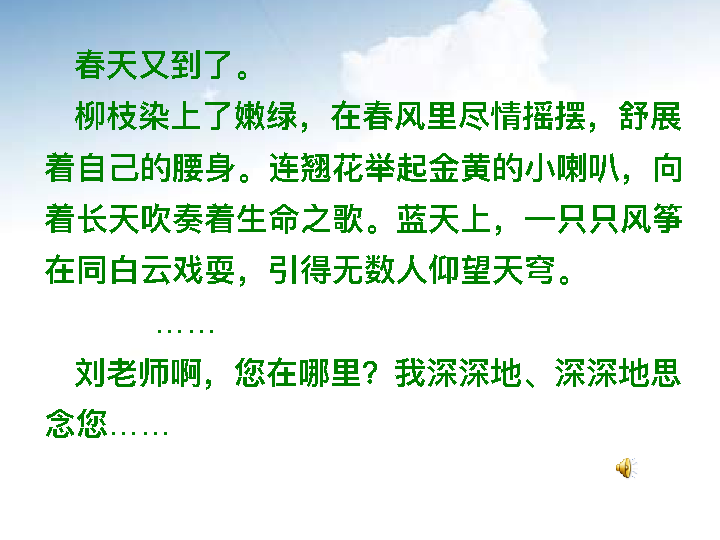 春天又到了。
柳枝染上了嫩绿，在春风里尽情摇摆，舒展
着自己的腰身。连翘花举起金黄的小喇叭，向
着长天吹奏着生命之歌。蓝天上，一只只风筝
在同白云戏耍，引得无数人仰望天穹。
……
刘老师啊，您在哪里？我深深地、深深地思
念您……